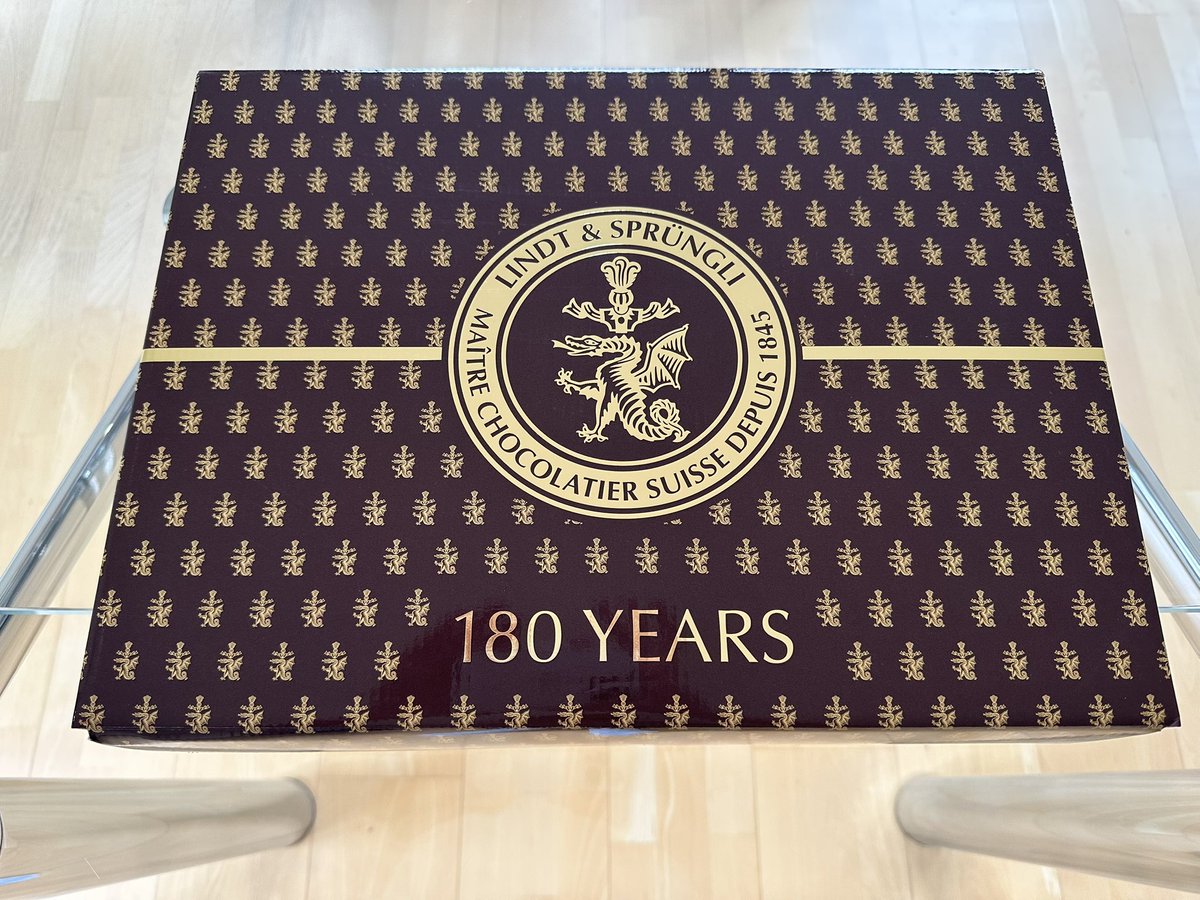 LINDT & SPRÜNGLI
MAÎTRE CHOCOLATIER SUISSE DEPUIS 1845
180 YEARS